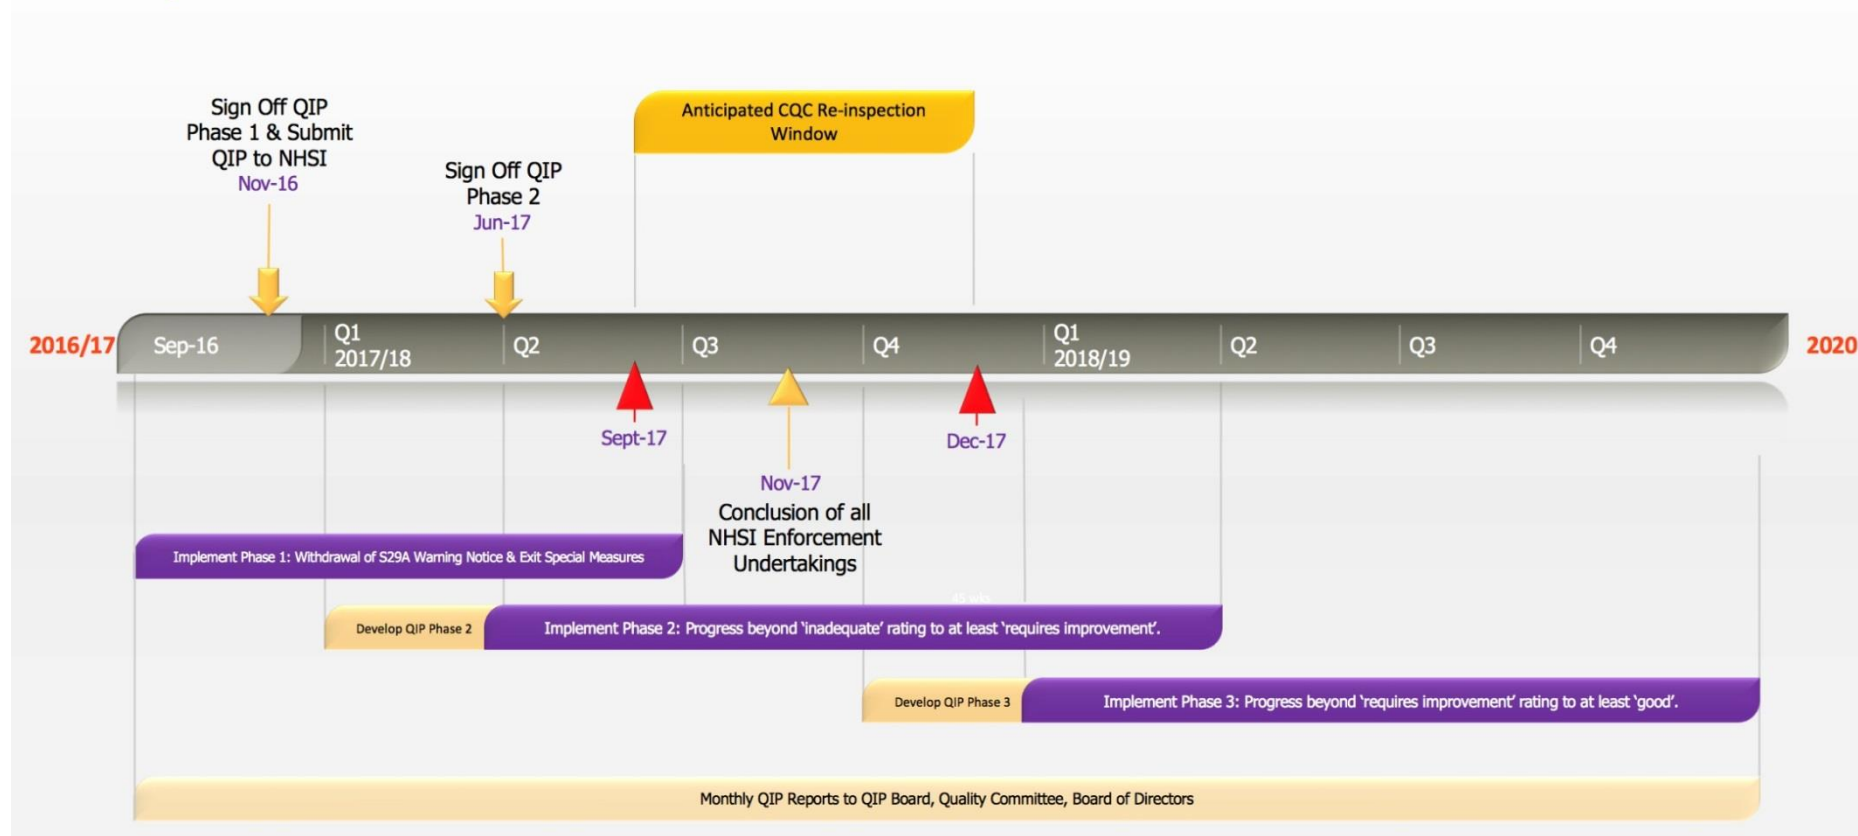 Sign Off QIP
Phase 1 & Submit
QIP to NHSI
Nov-16
Sign Off QIP
Phase 2
Jun-17
Anticipated CQC Re-inspection
Window
2016/17
Sep-16
Q1
2017/18
Q2
Q3
Q4
Q1
2018/19
Q2
Q3
Q4
2020
Sept-17
Nov-17
Conclusion of all
NHSI Enforcement
Undertakings
Dec-17
Implement Phase 1: Withdrawal of S29A Warning Notice & Exit Special Measures
45 wks
Develop QIP Phase 2
Implement Phase 2: Progress beyond ‘inadequate’ rating to at least ‘requires improvement’.
Develop QIP Phase 3
Implement Phase 3: Progress beyond ‘requires improvement’ rating to at least ‘good’.
Monthly QIP Reports to QIP Board, Quality Committee, Board of Directors